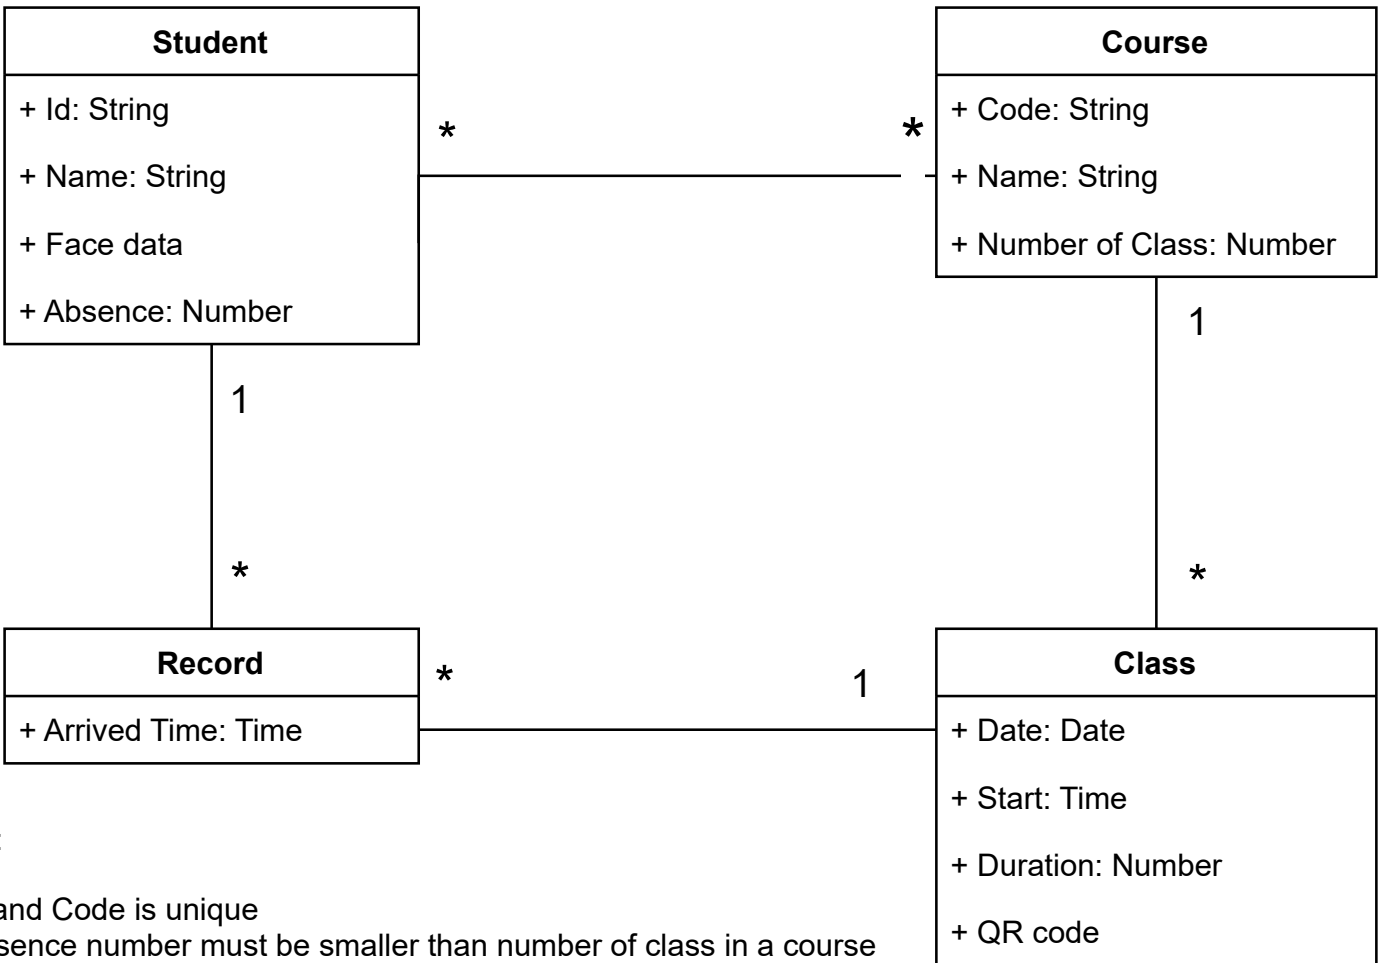 Student
+ Id: String
+ Name: String
+ Face data
+ Absence: Number
*
*
Course
+ Code: String
+ Name: String
+ Number of Class: Number
1
1
*
*
Record
+ Arrived Time: Time
*
1
Class
+ Date: Date
+ Start: Time
+ Duration: Number
+ QR code
and Code is unique
number must be smaller than number of class in a course